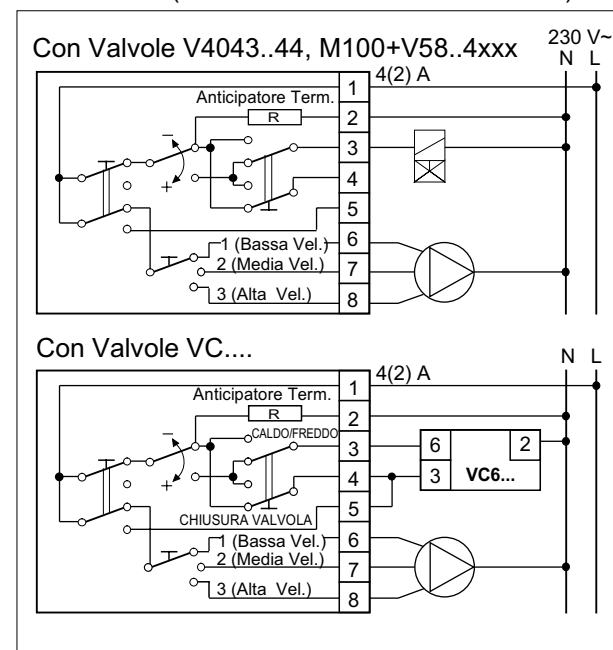 Con Valvole V4043..44, M100+V58..4xxx
230 V~
N L
4(2) A
1
Anticipatore Term.
R
2
3
4
5
–
+
1 (Bassa Vel.)
6
2 (Media Vel.)
7
3 (Alta Vel.)
8
Con Valvole VC....
N L
4(2) A
1
Anticipatore Term.
R
2
CALDO/FREDDO
3
6
2
4
3
VC6...
5
–
+
CHIUSURA VALVOLA
1 (Bassa Vel.)
6
2 (Media Vel.)
7
3 (Alta Vel.)
8